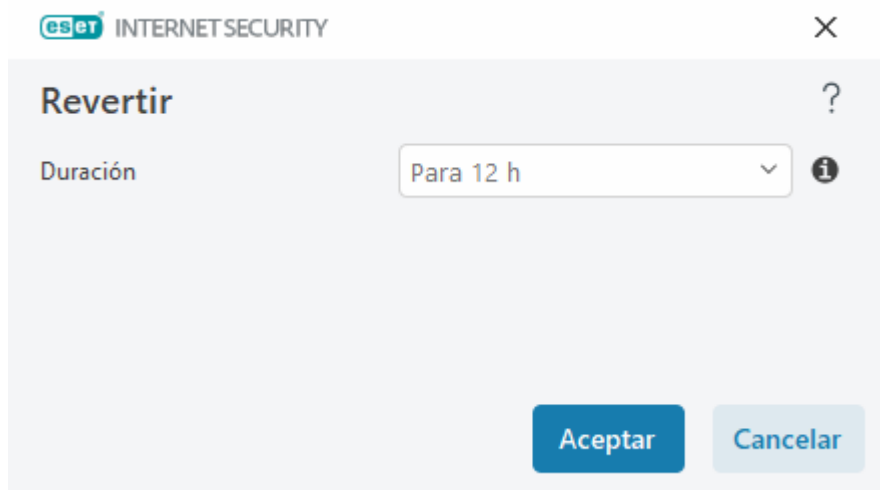 eset INTERNET SECURITY
Revertir
?
Duración
Para 12 h
Aceptar
Cancelar